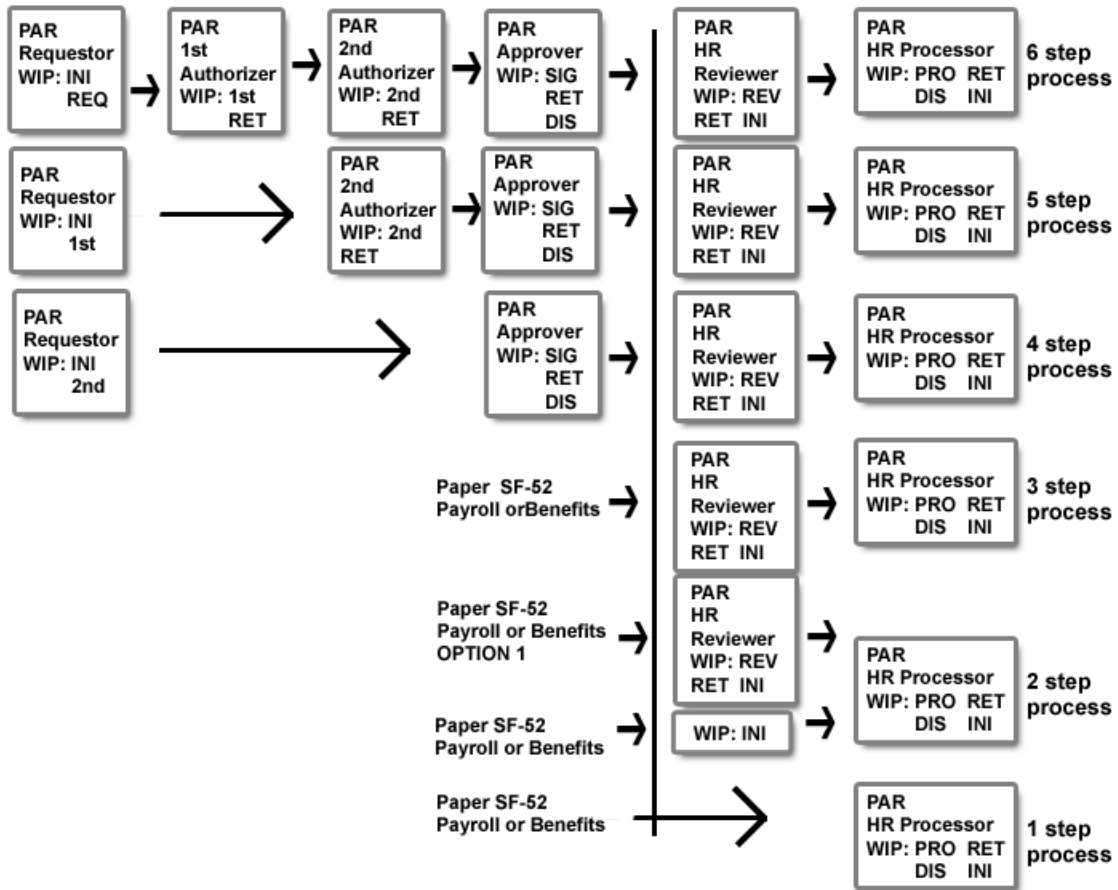 PAR
Requestor
WIP: INI
REQ
PAR
1st
Authorizer
WIP: 1st
RET
PAR
2nd
Authorizer
WIP: 2nd
RET
PAR
Approver
WIP: SIG
RET
DIS
PAR
HR
Reviewer
WIP: REV
RET INI
PAR
HR Processor
WIP: PRO RET
DIS INI
6 step
process
PAR
Requestor
WIP: INI
1st
PAR
2nd
Authorizer
WIP: 2nd
RET
PAR
Approver
WIP: SIG
RET
DIS
PAR
HR
Reviewer
WIP: REV
RET INI
PAR
HR Processor
WIP: PRO RET
DIS INI
5 step
process
PAR
Requestor
WIP: INI
2nd
PAR
Approver
WIP: SIG
RET
DIS
PAR
HR
Reviewer
WIP: REV
RET INI
PAR
HR Processor
WIP: PRO RET
DIS INI
4 step
process
Paper SF-52
Payroll orBenefits
PAR
HR
Reviewer
WIP: REV
RET INI
PAR
HR Processor
WIP: PRO RET
DIS INI
3 step
process
Paper SF-52
Payroll or Benefits
OPTION 1
PAR
HR
Reviewer
WIP: REV
RET INI
Paper SF-52
Payroll or Benefits
WIP: INI
PAR
HR Processor
WIP: PRO RET
DIS INI
2 step
process
Paper SF-52
Payroll or Benefits
PAR
HR Processor
WIP: PRO RET
DIS INI
1 step
process